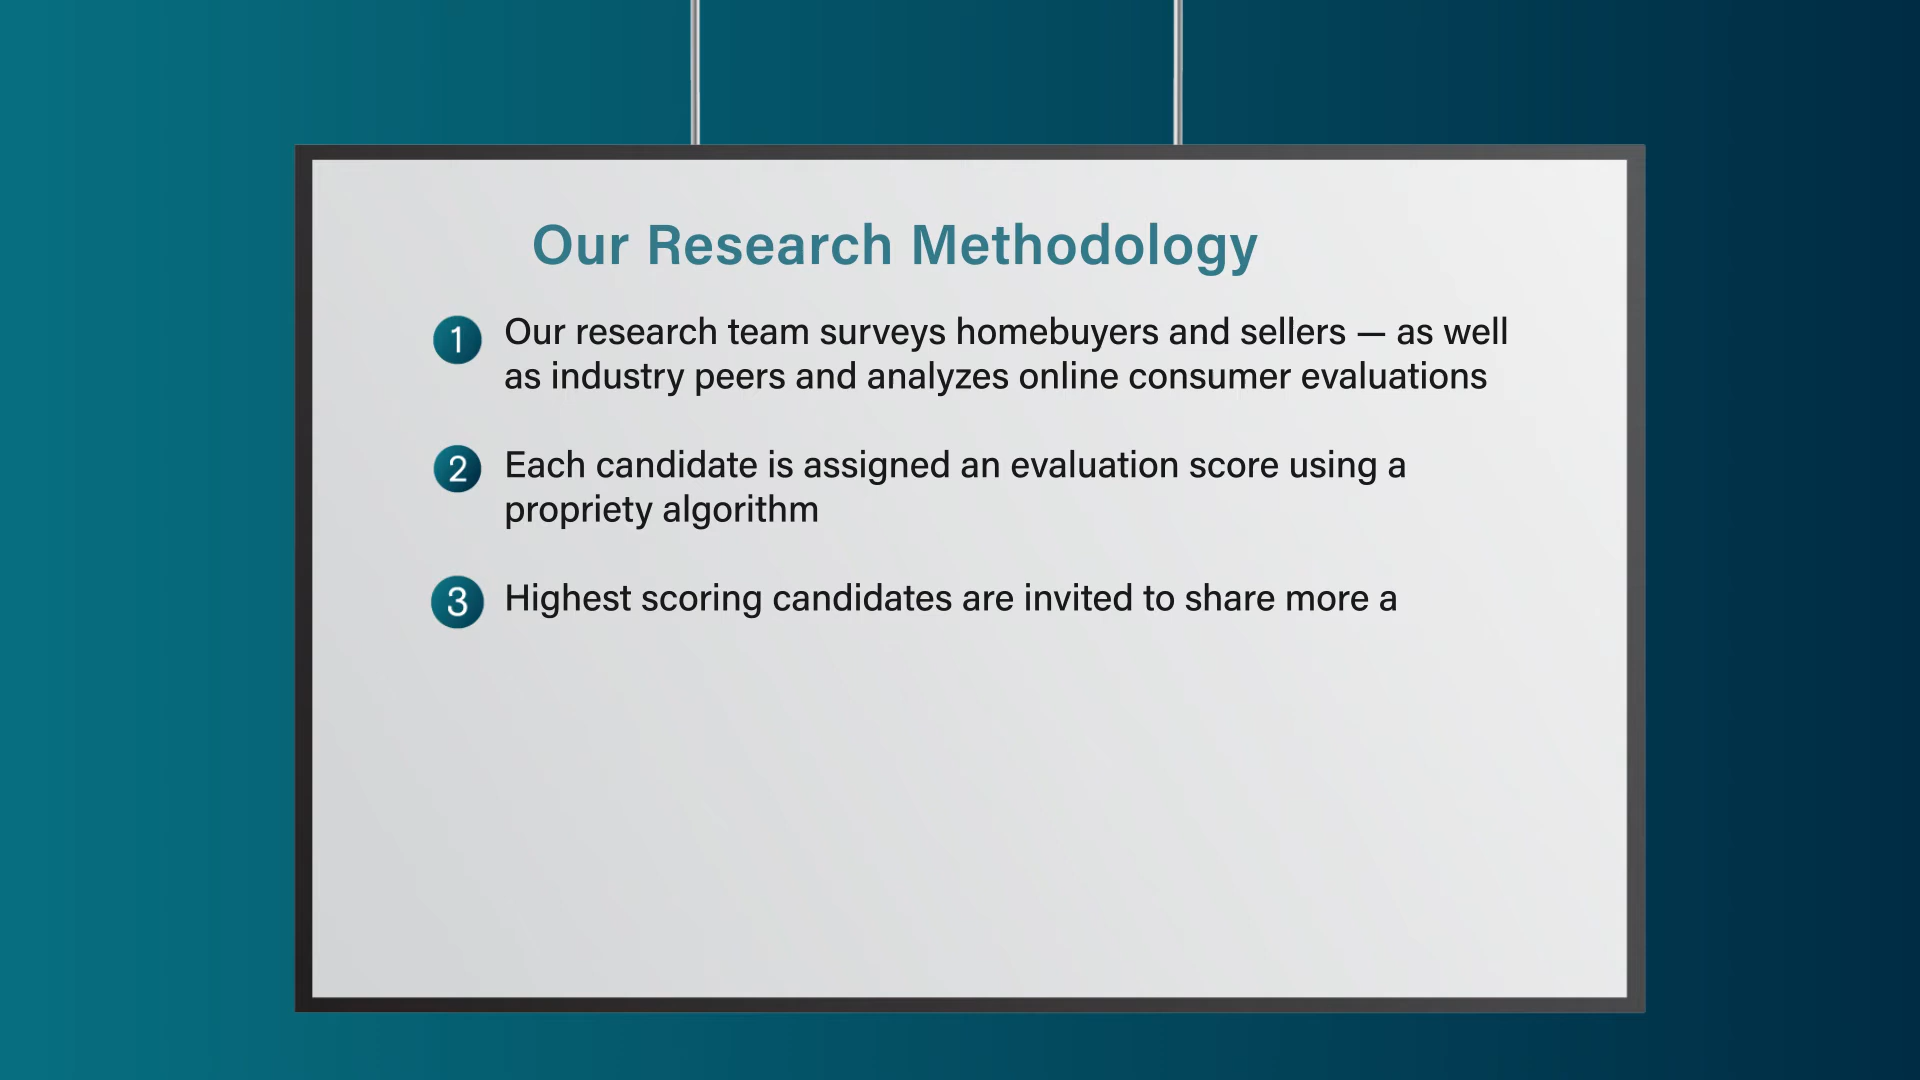 Our Research Methodology
1 Our research team surveys homebuyers and sellers — as well
as industry peers and analyzes online consumer evaluations
2 Each candidate is assigned an evaluation score using a
propriety algorithm
3 Highest scoring candidates are invited to share more a